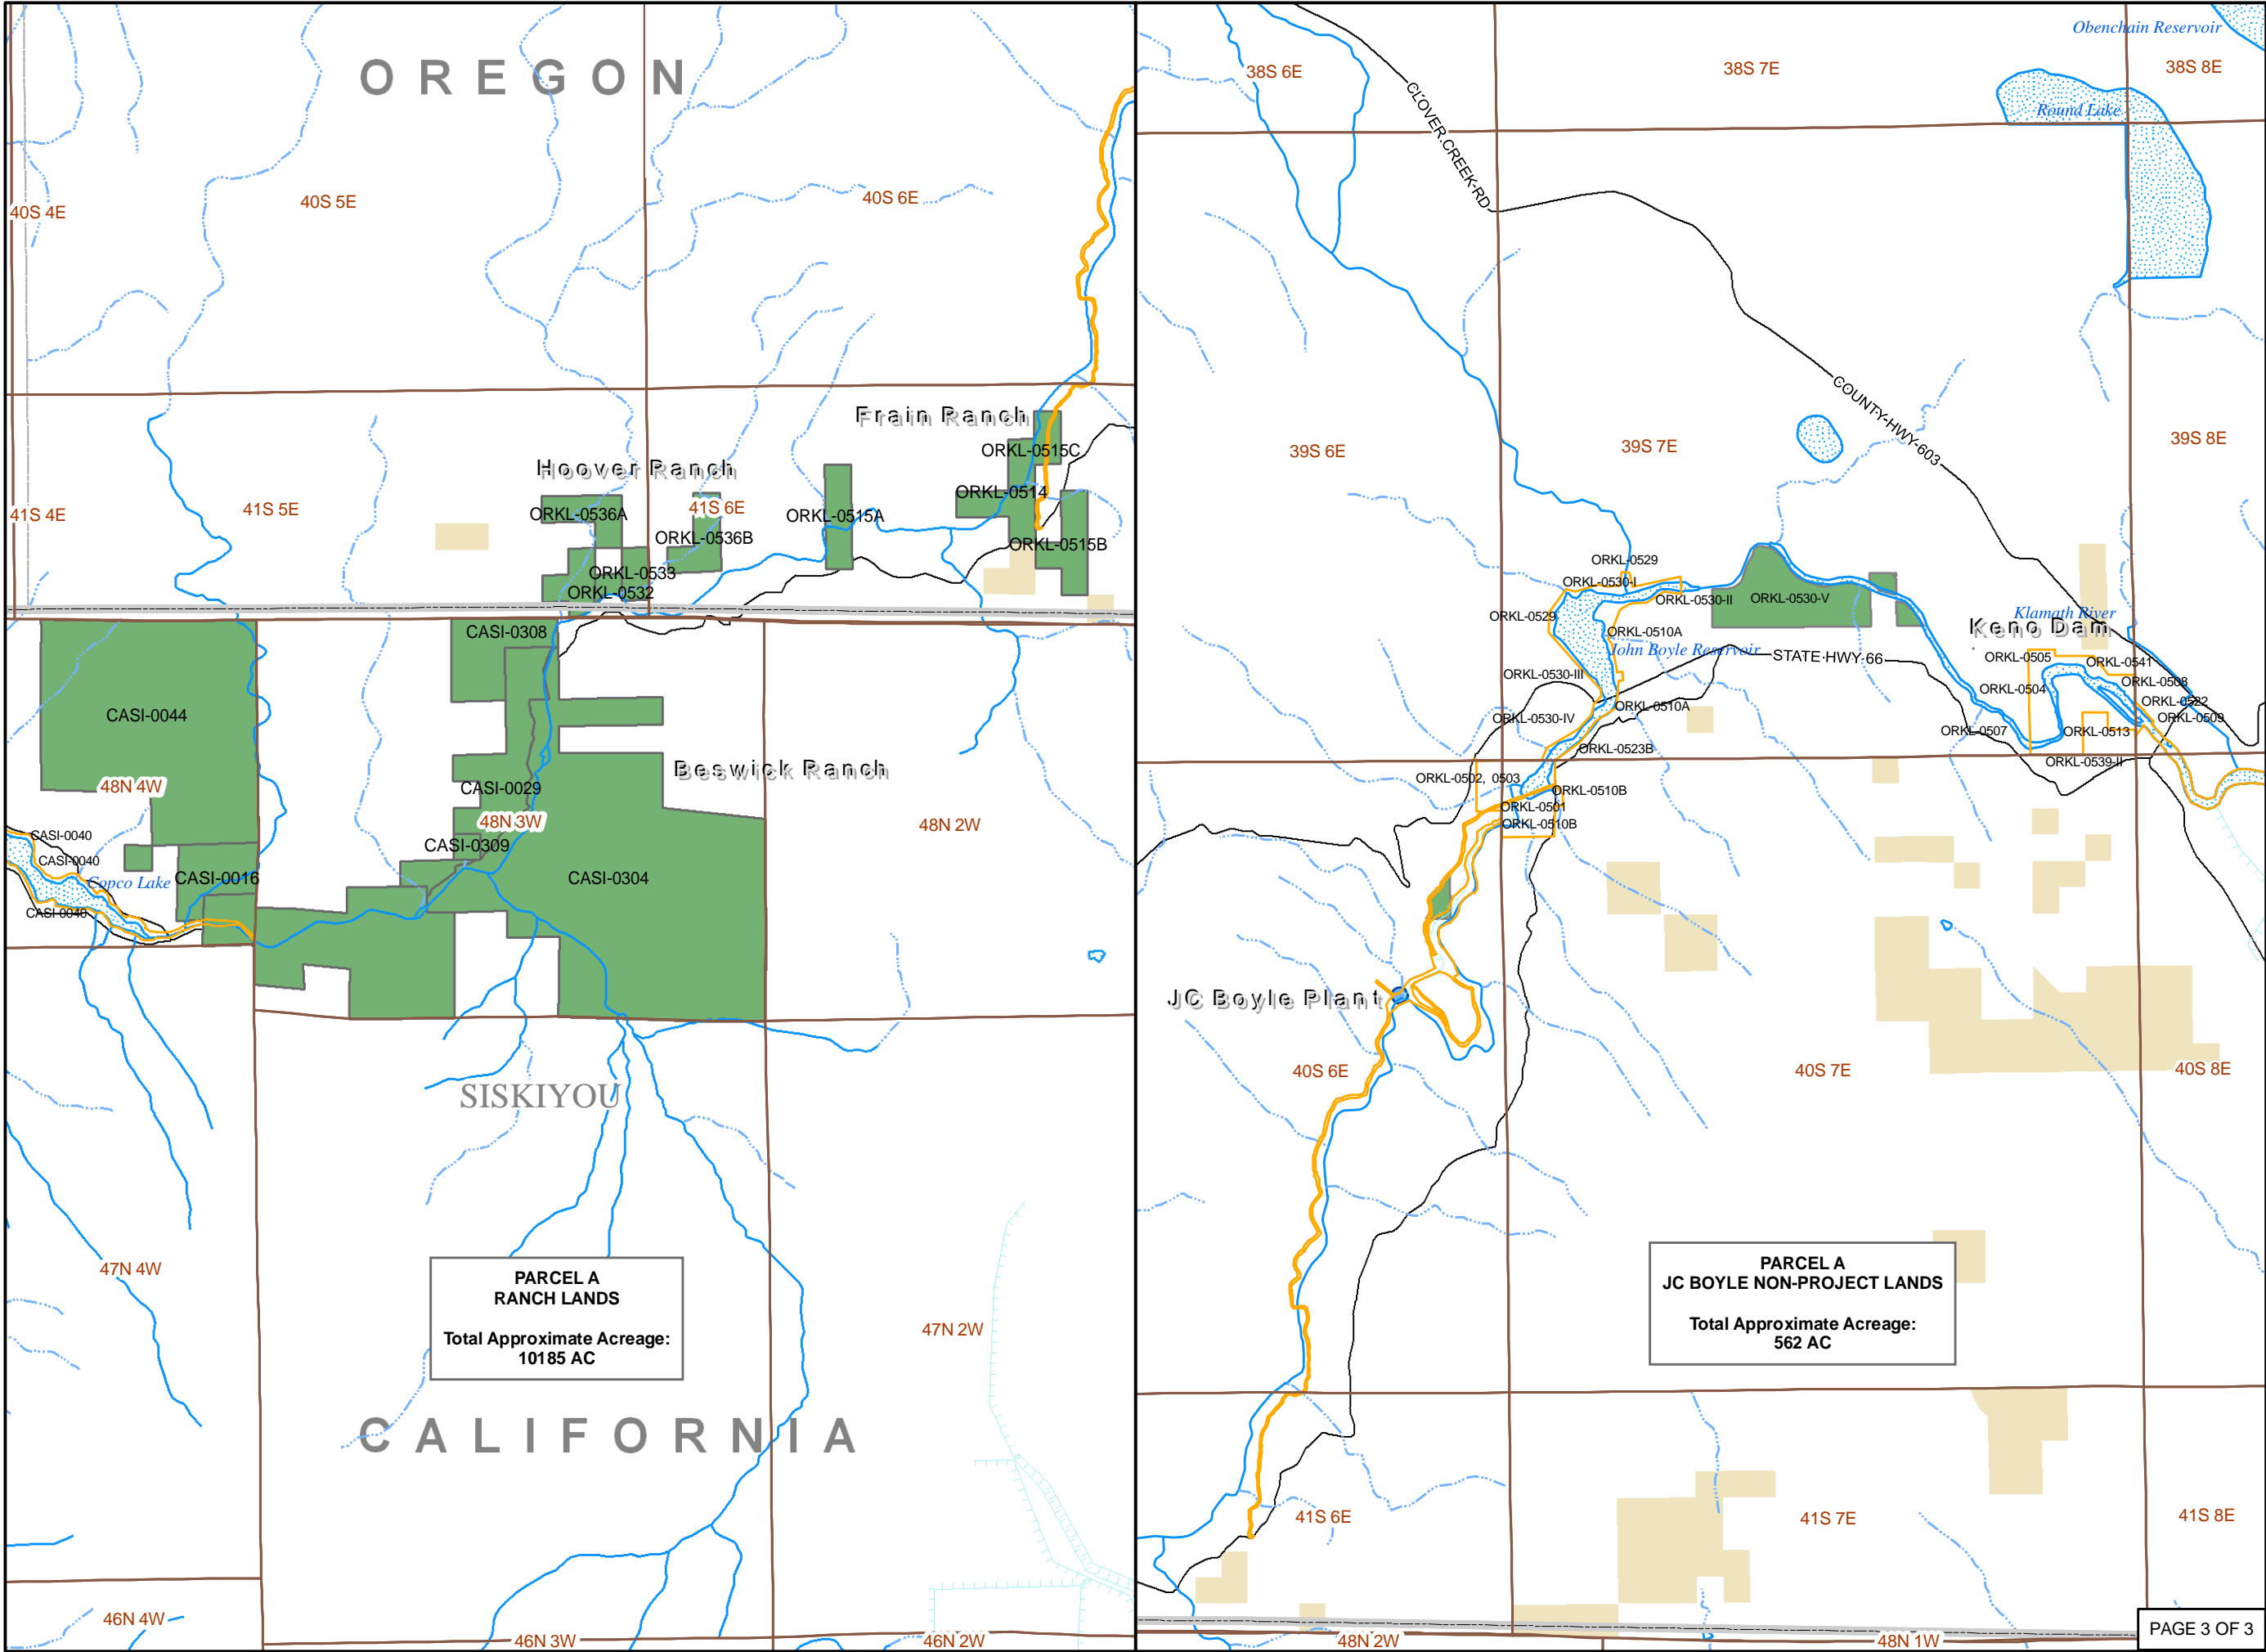 OREGON
40S 4E
40S 5E
40S 6E
Frain Ranch
ORKL-0515C
Hoover Ranch
ORKL-0514
41S 4E
41S 5E
ORKL-0536A
41S 6E
ORKL-0515A
ORKL-0536B
ORKL-0515B
ORKL-0533
ORKL-0532
CASI-0308
CASI-0044
Beswick Ranch
48N 4W
CASI-0029
48N 3W
48N 2W
CASI-0040
CASI-0309
CASI-0040
Copco Lake
CASI-0016
CASI-0304
CASI-0040
SISKIYOU
47N 4W
PARCEL A
RANCH LANDS
Total Approximate Acreage:
10185 AC
47N 2W
CALIFORNIA
46N 4W
46N 3W
46N 2W
Obenchain Reservoir
38S 6E
38S 7E
38S 8E
CLOVER CREEK RD
Round Lake
COUNTY HWY 603
39S 6E
39S 7E
39S 8E
ORKL-0529
ORKL-0530-I
ORKL-0530-II
ORKL-0530-V
ORKL-0529
Klamath River
Keno Dam
ORKL-0510A
John Boyle Reservoir
STATE HWY 66
ORKL-0505
ORKL-0541
ORKL-0530-III
ORKL-0508
ORKL-0504
ORKL-0522
ORKL-0510A
ORKL-0530-IV
ORKL-0509
ORKL-0507
ORKL-0513
ORKL-0523B
ORKL-0539-II
ORKL-0502, 0503
ORKL-0510B
ORKL-0501
ORKL-0510B
JC Boyle Plant
40S 6E
40S 7E
40S 8E
PARCEL A
JC BOYLE NON-PROJECT LANDS
Total Approximate Acreage:
562 AC
41S 6E
41S 7E
41S 8E
48N 2W
48N 1W
PAGE 3 OF 3